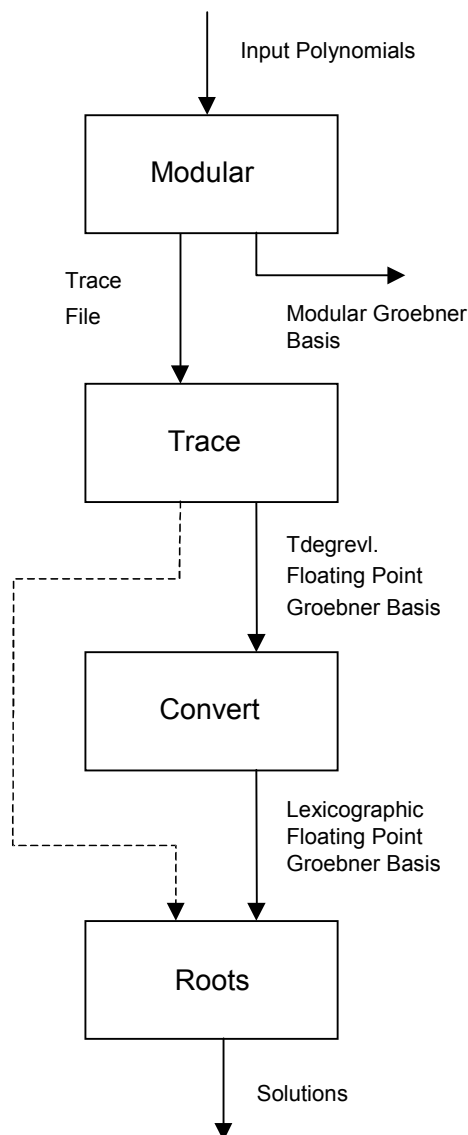 Input Polynomials
Modular
Trace
File
Modular Groebner
Basis
Trace
Tdegrevl.
Floating Point
Groebner Basis
Convert
Lexicographic
Floating Point
Groebner Basis
Roots
Solutions